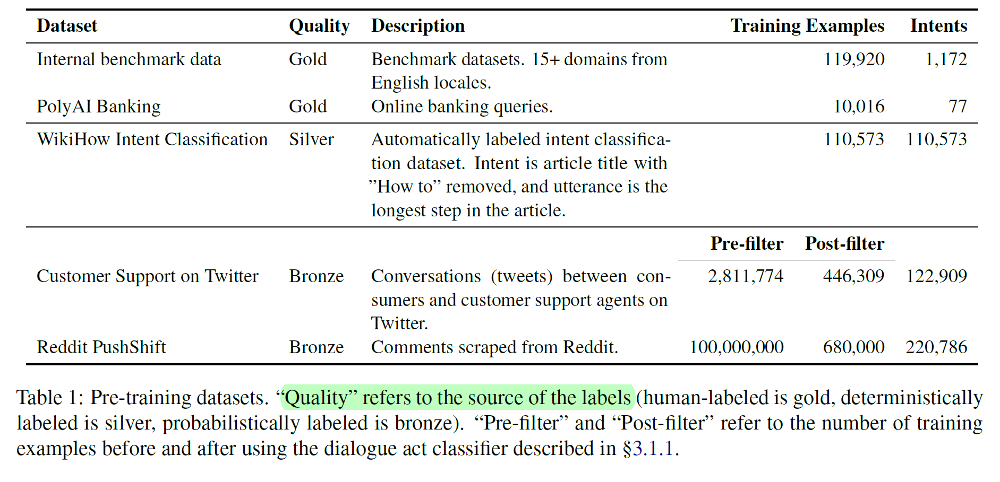 Dataset Quality Description Training Examples Intents
Internal benchmark data Gold Benchmark datasets. 15+ domains from 119,920 1,172
English locales.
PolyAI Banking Gold Online banking queries. 10,016 77
WikiHow Intent Classification Silver Automatically labeled intent classifica- 110,573 110,573
tion dataset. Intent is article title with
”How to” removed, and utterance is the
longest step in the article.
Pre-filter Post-filter
Customer Support on Twitter Bronze Conversations (tweets) between con- 2,811,774 446,309 122,909
sumers and customer support agents on
Twitter.
Reddit PushShift Bronze Comments scraped from Reddit. 100,000,000 680,000 220,786
Table 1: Pre-training datasets. “Quality” refers to the source of the labels (human-labeled is gold, deterministically
labeled is silver, probabilistically labeled is bronze). “Pre-filter” and “Post-filter” refer to the number of training
examples before and after using the dialogue act classifier described in §3.1.1.